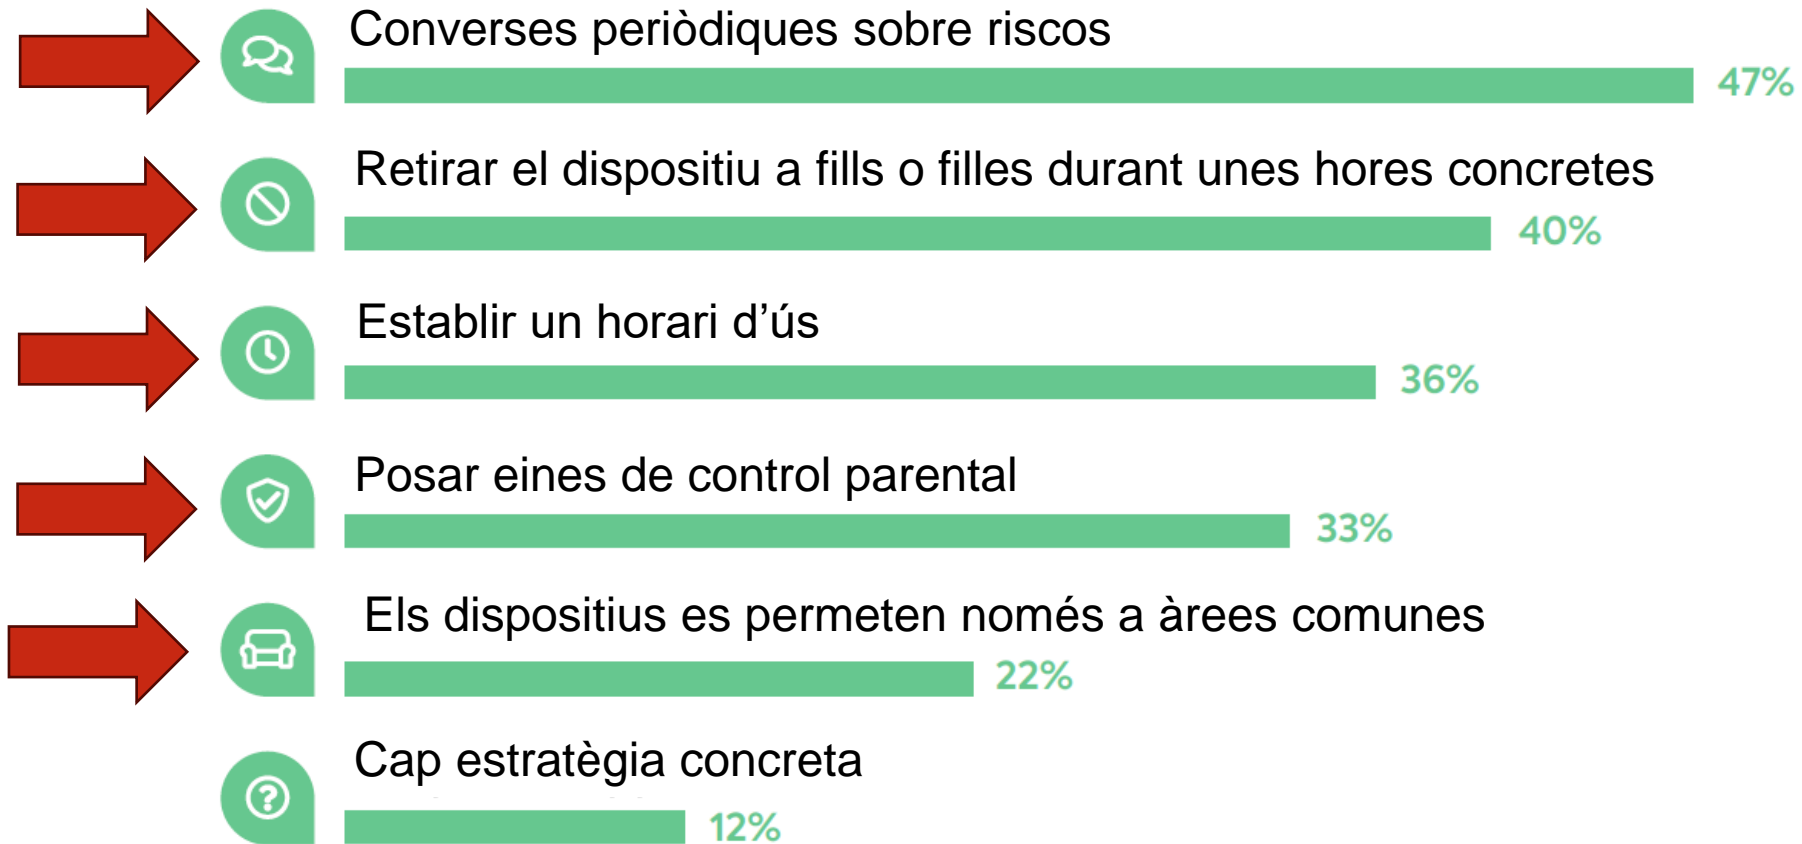 Converses periòdiques sobre riscos
47%
Retirar el dispositiu a fills o filles durant unes hores concretes
40%
Establir un horari d’ús
36%
Posar eines de control parental
33%
Els dispositius es permeten només a àrees comunes
22%
Cap estratègia concreta
12%